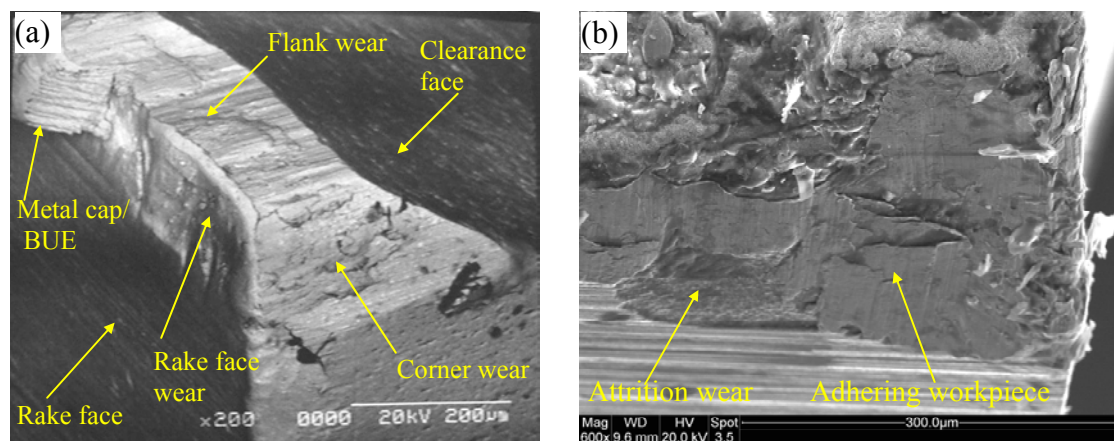 (a)
Flank wear
Clearance
face
Metal cap/
BUE
Rake face
Rake face
wear
Corner wear
×200 0000 20kV 200µm
(b)
Attrition wear
Adhering workpiece
Mag WD HV Spot
600x 9.6 mm 20.0 kV 3.5
300.0µm